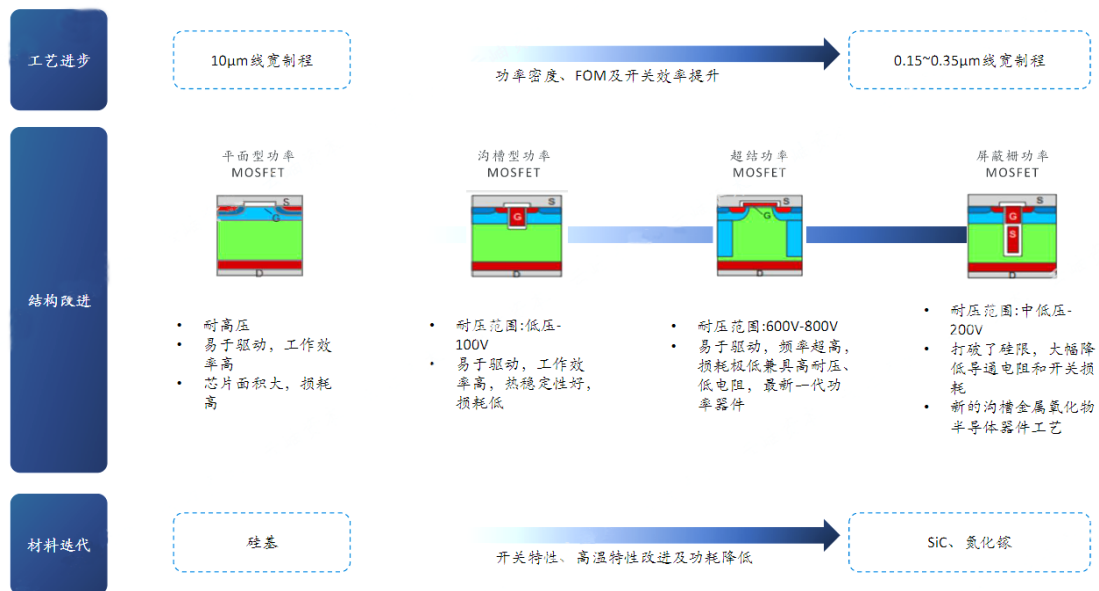 工艺进步
10μm线宽制程
功率密度、FOM及开关效率提升
0.15~0.35μm线宽制程
结构改进
平面型功率
MOSFET
S
G
D
• 耐高压
• 易于驱动，工作效
率高
• 芯片面积大，损耗
高
沟槽型功率
MOSFET
S
G
D
• 耐压范围:低压-
100V
• 易于驱动，工作效
率高，热稳定性好，
损耗低
超结功率
MOSFET
S
G
D
• 耐压范围:600V-800V
• 易于驱动，频率超高，
损耗极低兼具高耐压、
低电阻，最新一代功
率器件
屏蔽栅功率
MOSFET
S
G
S
D
• 耐压范围:中低压-
200V
• 打破了硅限，大幅降
低导通电阻和开关损
耗
• 新的沟槽金属氧化物
半导体器件工艺
材料迭代
硅基
开关特性、高温特性改进及功耗降低
SiC、氮化镓